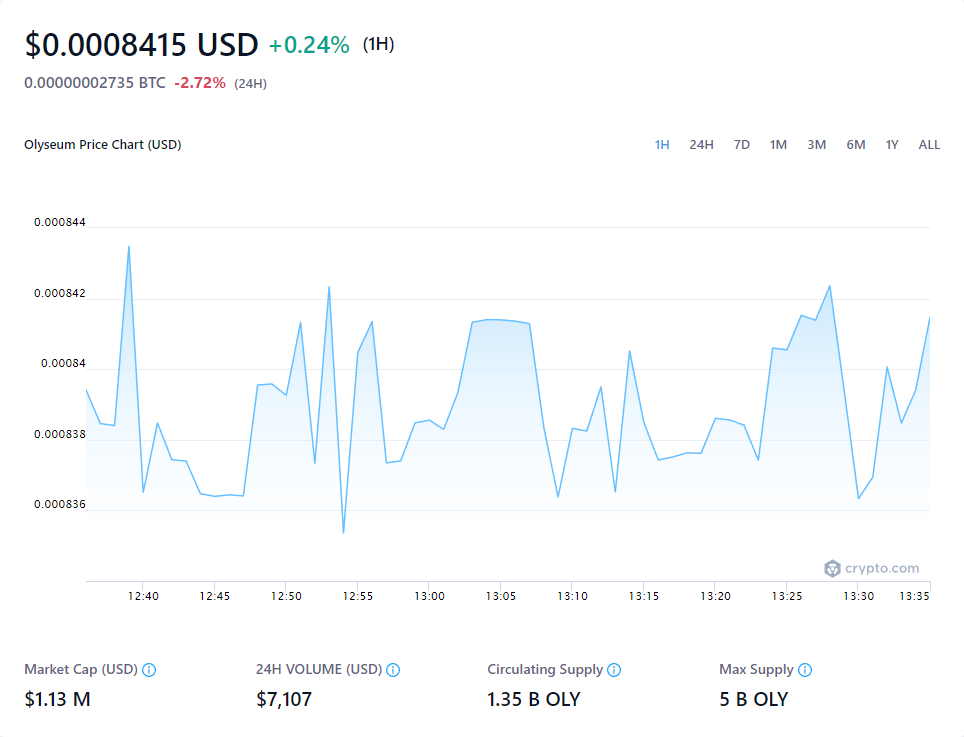 $0.0008415 USD +0.24% (1H)
0.00000002735 BTC -2.72% (24H)
Olyseum Price Chart (USD) 1H 24H 7D 1M 3M 6M 1Y ALL
0.000844
0.000842
0.00084
0.000838
0.000836
crypto.com
12:40 12:45 12:50 12:55 13:00 13:05 13:10 13:15 13:20 13:25 13:30 13:35
Market Cap (USD) 24H VOLUME (USD) Circulating Supply Max Supply
$1.13 M $7,107 1.35 B OLY 5 B OLY